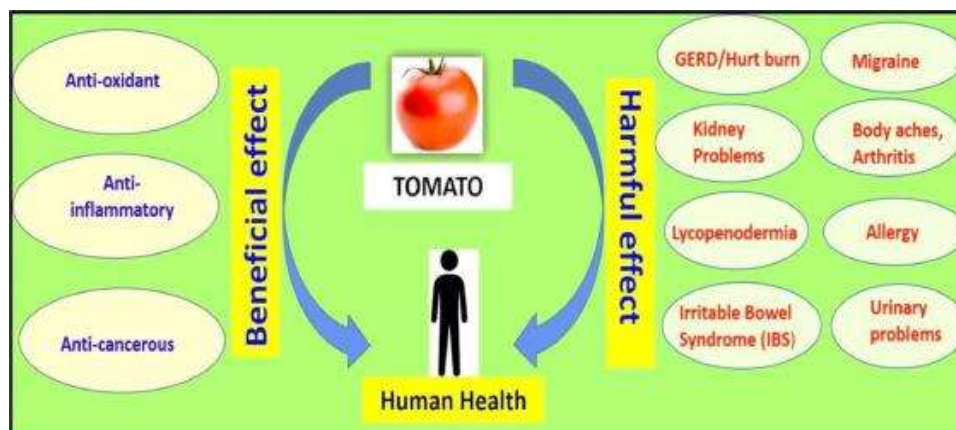 Anti-oxidant
Anti-
inflammatory
Anti-cancerous
Beneficial effect
TOMATO
Human Health
Harmful effect
GERD/Hurt burn
Migraine
Kidney
Problems
Body aches,
Arthritis
Lycopenodermia
Allergy
Irritable Bowel
Syndrome (IBS)
Urinary
problems